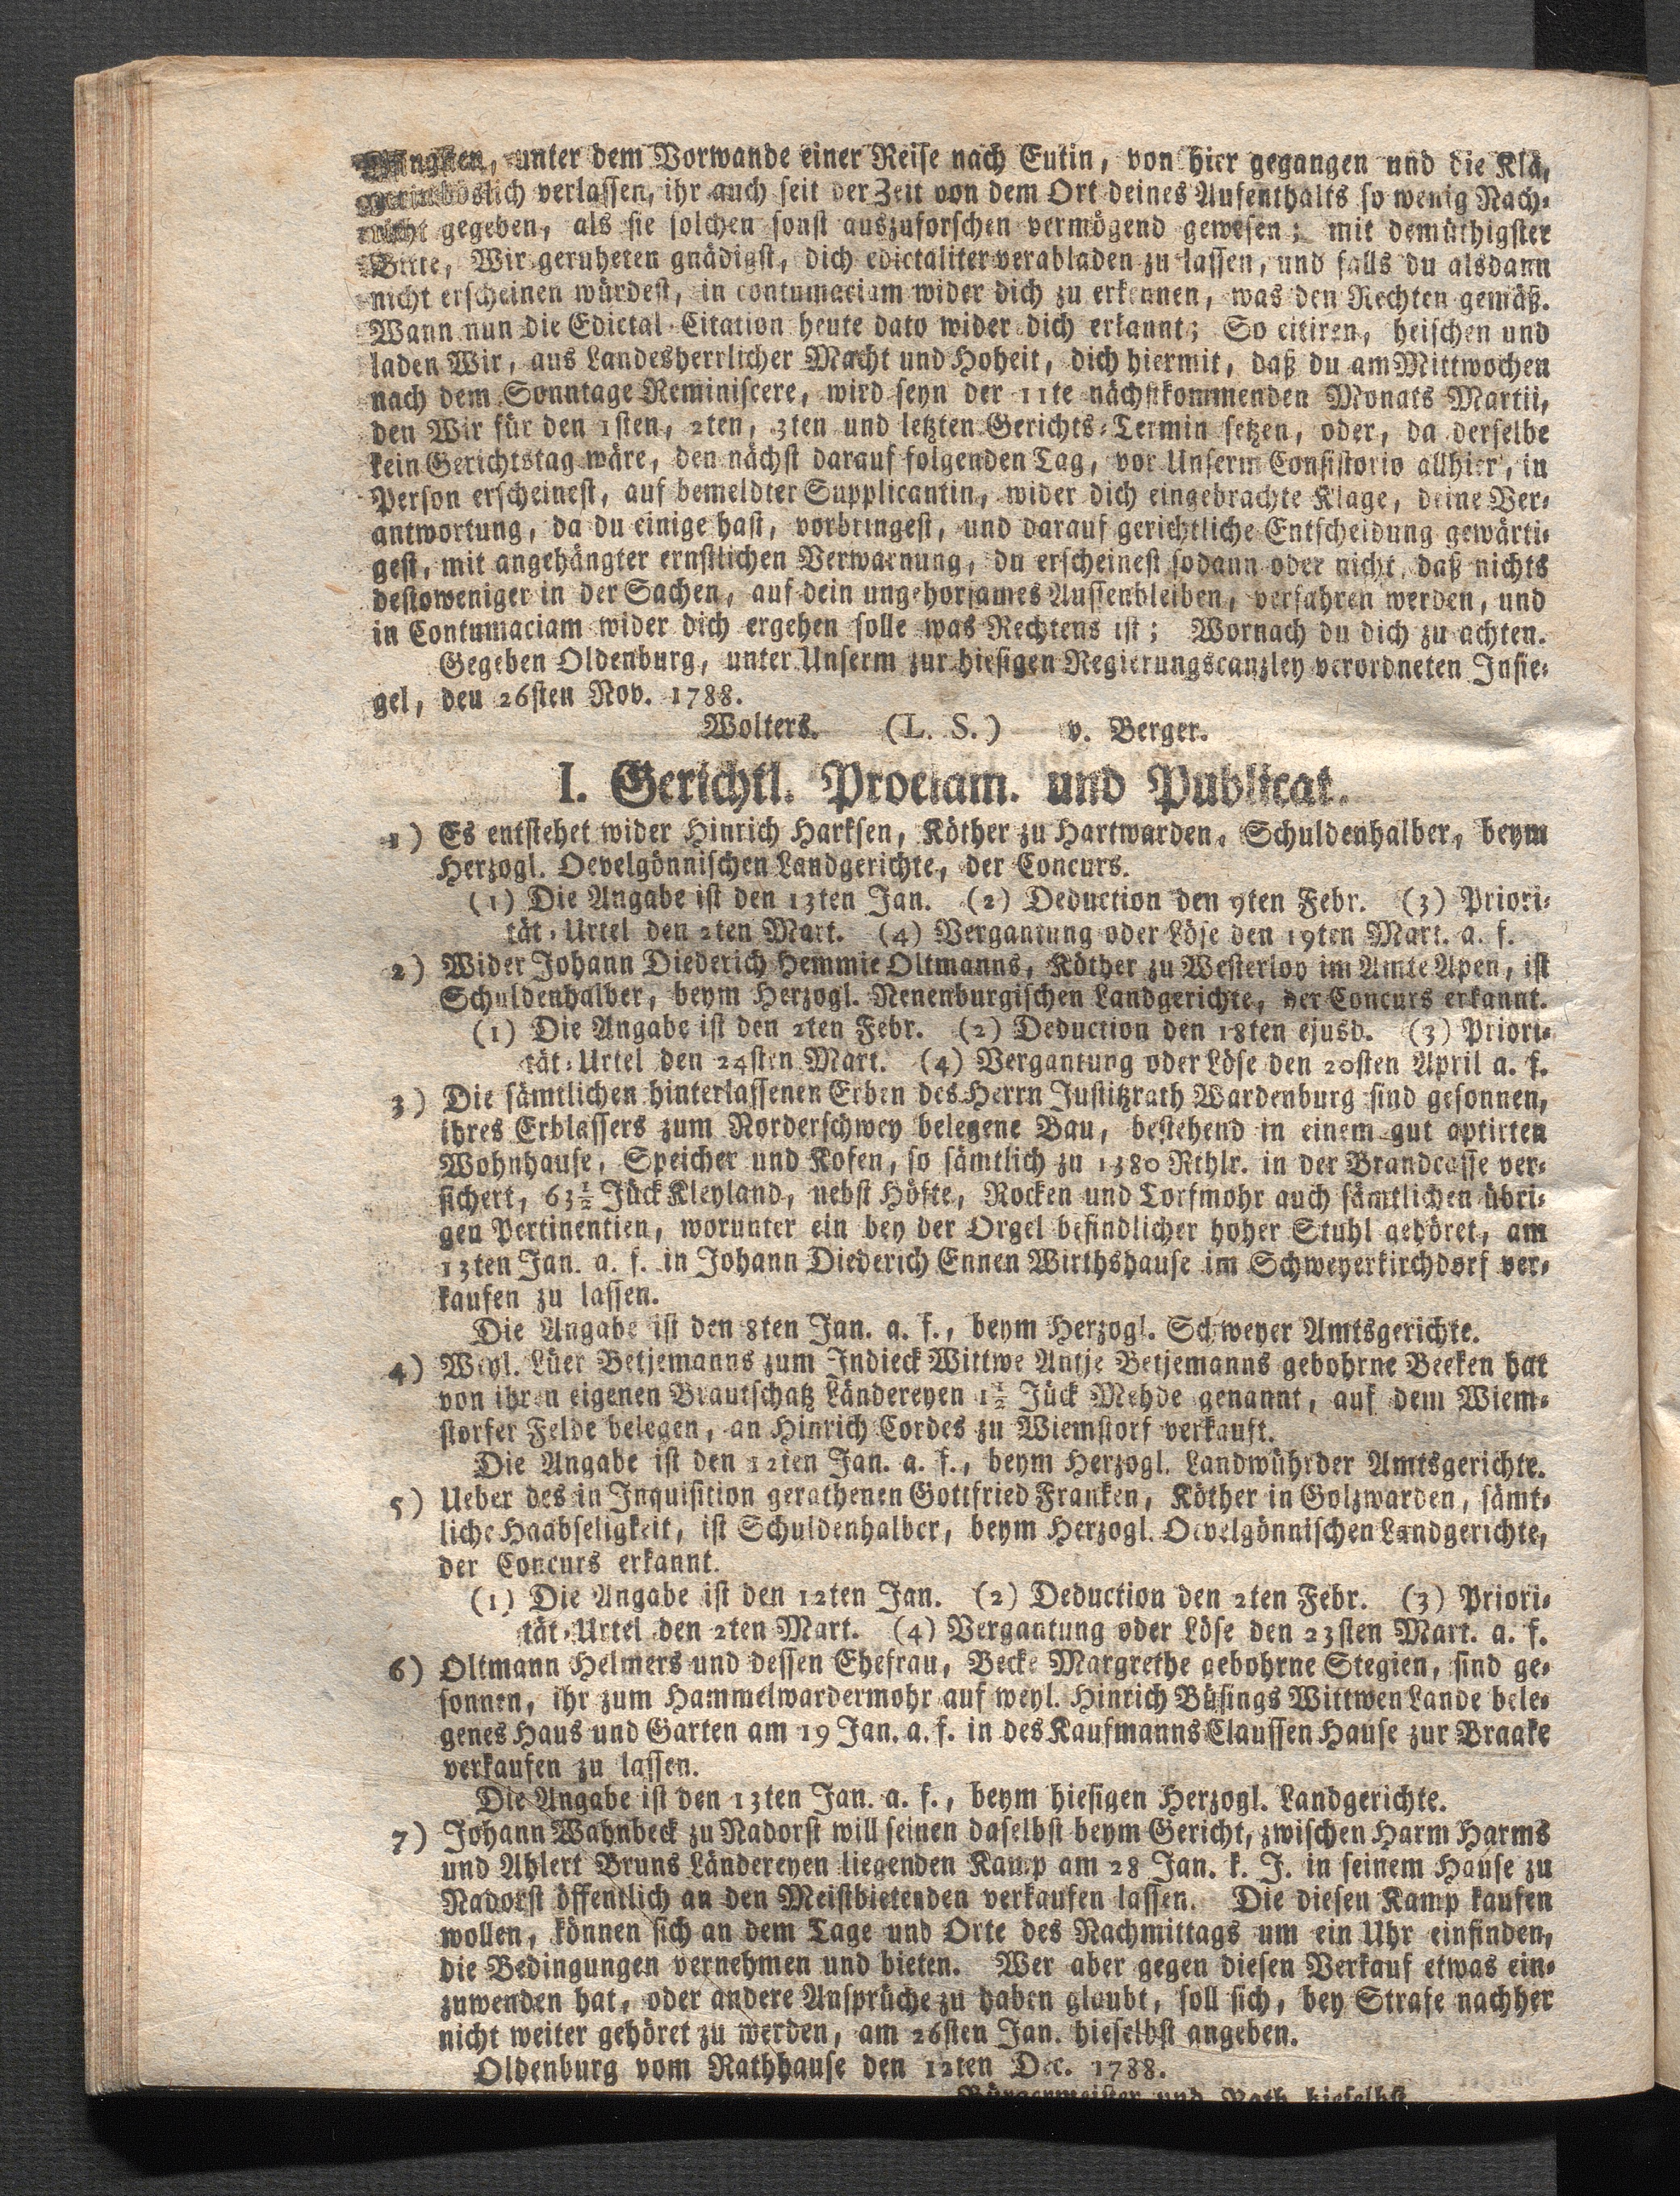 Pfingsten, unter dem Vorwande einer Reise nach Eutin, von hier gegangen und die Klä-
gerin böslich verlassen, ihr auch seit der Zeit von dem Ort deines Aufenthalts so wenig Nach-
richt gegeben, als sie solchen sonst auszuforschen vermögend gewesen; mit demüthigster
Bitte, Wir geruheten gnädigst, dich edictaliter verabladen zu lassen, und falls du alsdann
nicht erscheinen würdest, in contumaciam wider dich zu erkennen, was den Rechten gemäß.
Wann nun die Edictal-Citation heute dato wider dich erkannt; So citiren, heischen und
laden Wir, aus Landesherrlicher Macht und Hoheit, dich hiermit, daß du am Mittwochen
nach dem Sonntage Reminiscere, wird seyn der 11te nächstkommenden Monats Martii,
den Wir für den 1sten, 2ten, 3ten und letzten Gerichts-Termin setzen, oder, da derselbe
kein Gerichtstag wäre, den nächst darauf folgenden Tag, vor Unserm Consistorio allhier, in
Person erscheinest, auf bemeldter Supplicantin, wider dich eingebrachte Klage, deine Ver-
antwortung, da du einige hast, vorbringest, und darauf gerichtliche Entscheidung gewärti-
gest, mit angehängter ernstlichen Verwarnung, du erscheinest sodann oder nicht, daß nichts
destoweniger in der Sachen, auf dein ungehorsames Aussenbleiben, verfahren werden, und
in Contumaciam wider dich ergehen solle was Rechtens ist; Wornach du dich zu achten.
Gegeben Oldenburg, unter Unserm zur hiesigen Regierungscanzley verordneten Insie-
gel, den 26sten Nov. 1788.
Wolters. (L. S.) v. Berger.
I. Gerichtl. Proclam. und Publicat.
1) Es entstehet wider Hinrich Harksen, Köther zu Hartwarden, Schuldenhalber, beym
Herzogl. Oevelgönnischen Landgerichte, der Concurs.
(1) Die Angabe ist den 13ten Jan. (2) Deduction den 9ten Febr. (3) Priori-
tät-Urtel den 2ten Mart. (4) Vergantung oder Löse den 19ten Mart. a. f.
2) Wider Johann Diederich Hemmie Oltmanns, Köther zu Westerloy im Amte Apen, ist
Schuldenhalber, beym Herzogl. Nenenburgischen Landgerichte, der Concurs erkannt.
(1) Die Angabe ist den 2ten Febr. (2) Deduction den 18ten ejusd. (3) Priori-
tät-Urtel den 24sten Mart. (4) Vergantung oder Löse den 20sten April a. f.
3) Die sämtlichen hinterlassenen Erben des Herrn Justitzrath Wardenburg sind gesonnen,
ihres Erblassers zum Norderschwey belegene Bau, bestehend in einem gut aptirten
Wohnhause, Speicher und Kofen, so sämtlich zu 1380 Rthlr. in der Brandcasse ver-
sichert, 63½ Jück Kleyland, nebst Höfte, Rocken und Torfmohr auch sämtlichen übri-
gen Pertinentien, worunter ein bey der Orgel befindlicher hoher Stuhl gehöret, am
13ten Jan. a. f. in Johann Diederich Ennen Wirthshause im Schweyerkirchdorf ver-
kaufen zu lassen.
Die Angabe ist den 8ten Jan. a. f., beym Herzogl. Schweyer Amtsgerichte.
4) Weyl. Lüer Betjemanns zum Indieck Wittwe Antje Betjemanns gebohrne Beeken hat
von ihren eigenen Brautschatz Ländereyen 1½ Jück Mehde genannt, auf dem Wiem-
storfer Felde belegen, an Hinrich Cordes zu Wiemstorf verkauft.
Die Angabe ist den 12ten Jan. a. f., beym Herzogl. Landwührder Amtsgerichte.
5) Ueber des in Inquisition gerathenen Gottfried Franken, Köther in Golzwarden, sämt-
liche Haabseligkeit, ist Schuldenhalber, beym Herzogl. Oevelgönnischen Landgerichte,
der Concurs erkannt.
(1) Die Angabe ist den 12ten Jan. (2) Deduction den 2ten Febr. (3) Priori-
tät-Urtel den 2ten Mart. (4) Vergantung oder Löse den 23sten Mart. a. f.
6) Oltmann Helmers und dessen Ehefrau, Becke Margrethe gebohrne Stegien, sind ge-
sonnen, ihr zum Hammelwardermohr auf weyl. Hinrich Büsings Wittwen Lande bele-
genes Haus und Garten am 19 Jan. a. f. in des Kaufmanns Claussen Hause zur Braake
verkaufen zu lassen.
Die Angabe ist den 13ten Jan. a. f., beym hiesigen Herzogl. Landgerichte.
7) Johann Wahnbeck zu Nadorst will seinen daselbst beym Gericht, zwischen Harm Harms
und Ahlert Bruns Ländereyen liegenden Kamp am 28 Jan. k. J. in seinem Hause zu
Nadorst öffentlich an den Meistbietenden verkaufen lassen. Die diesen Kamp kaufen
wollen, können sich an dem Tage und Orte des Nachmittags um ein Uhr einfinden,
die Bedingungen vernehmen und bieten. Wer aber gegen diesen Verkauf etwas ein-
zuwenden hat, oder andere Ansprüche zu haben glaubt, soll sich, bey Strafe nachher
nicht weiter gehöret zu werden, am 26sten Jan. hieselbst angeben.
Oldenburg vom Rathhause den 12ten Dec. 1788.
Bürgermeister und Rath hieselbst.